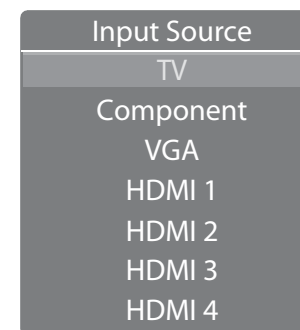 Input Source
TV
Component
VGA
HDMI 1
HDMI 2
HDMI 3
HDMI 4